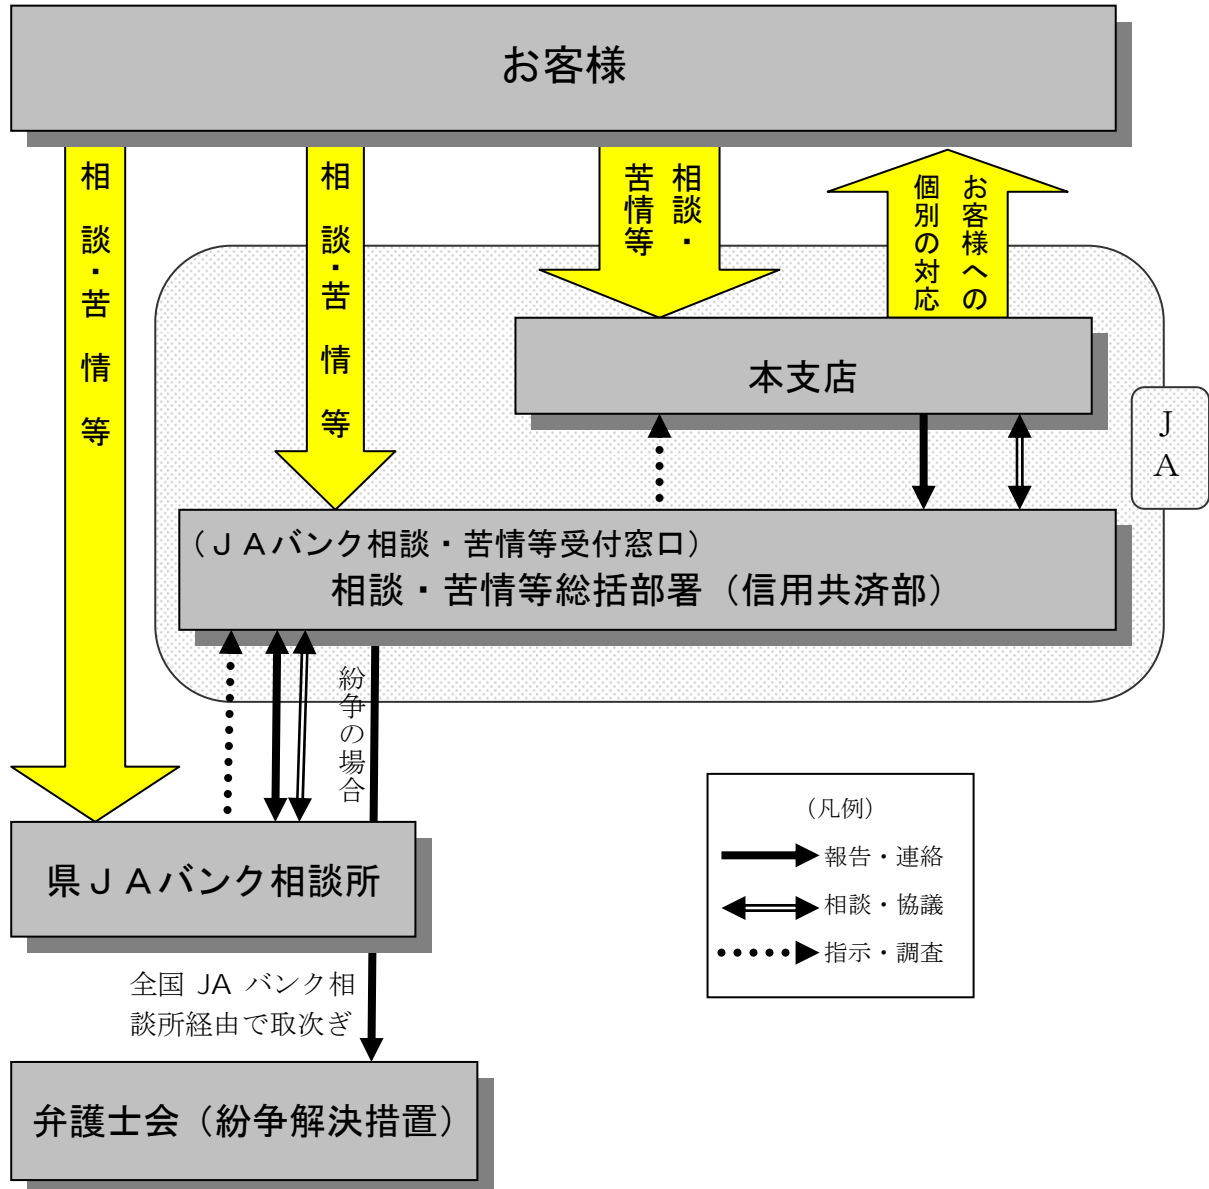 お客様
相談・苦情等
相談・苦情等
相談・
苦情等
お客様への
個別の対応
本支店
JA
（ＪＡバンク相談・苦情等受付窓口）
相談・苦情等総括部署（信用共済部）
紛争の場合
県ＪＡバンク相談所
（凡例）
報告・連絡
相談・協議
指示・調査
全国 JA バンク相
談所経由で取次ぎ
弁護士会（紛争解決措置）